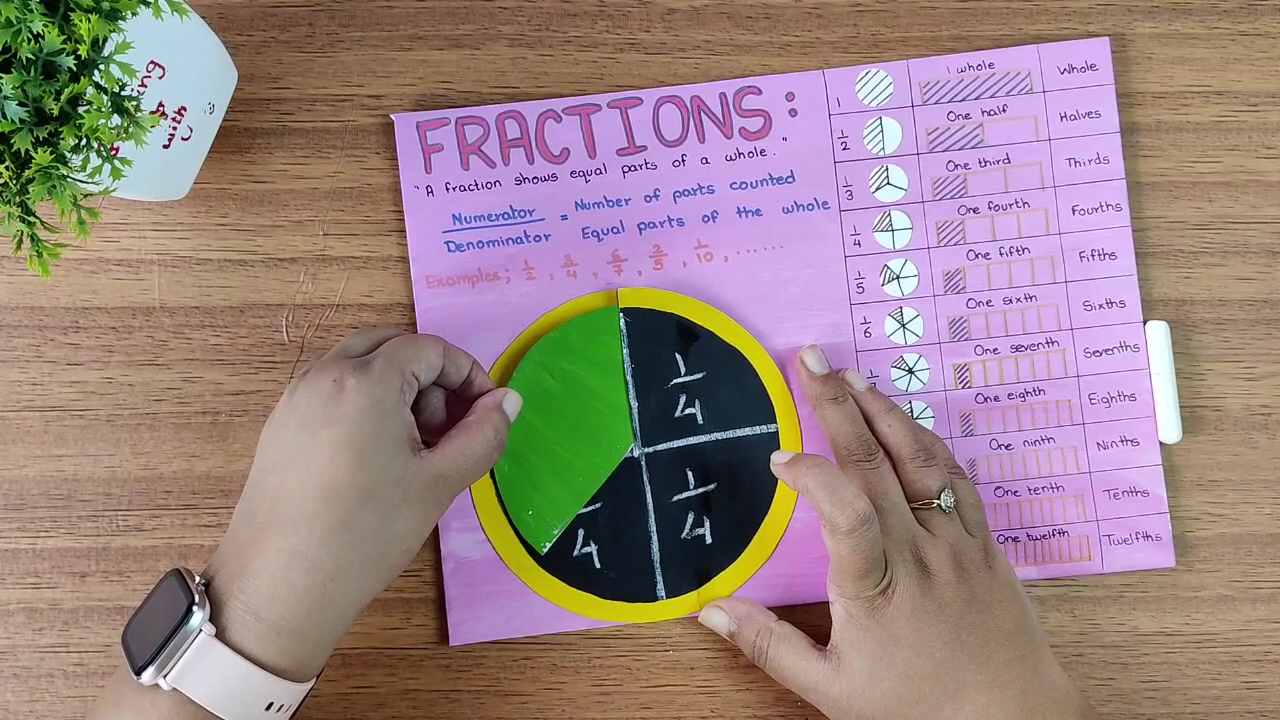 with
FRACTIONS:
"A fraction shows equal parts of a whole."
Numerator = Number of parts counted
Denominator Equal parts of the whole
Examples; 1/2, 3/4, 6/7, 2/5, 1/10, ......
1/4
1/4
4
1 1 whole Whole
1/2 One half Halves
1/3 One third Thirds
1/4 One fourth Fourths
1/5 One fifth Fifths
1/6 One sixth Sixths
One seventh Sevenths
One eighth Eighths
One ninth Ninths
One tenth Tenths
One twelfth Twelfths